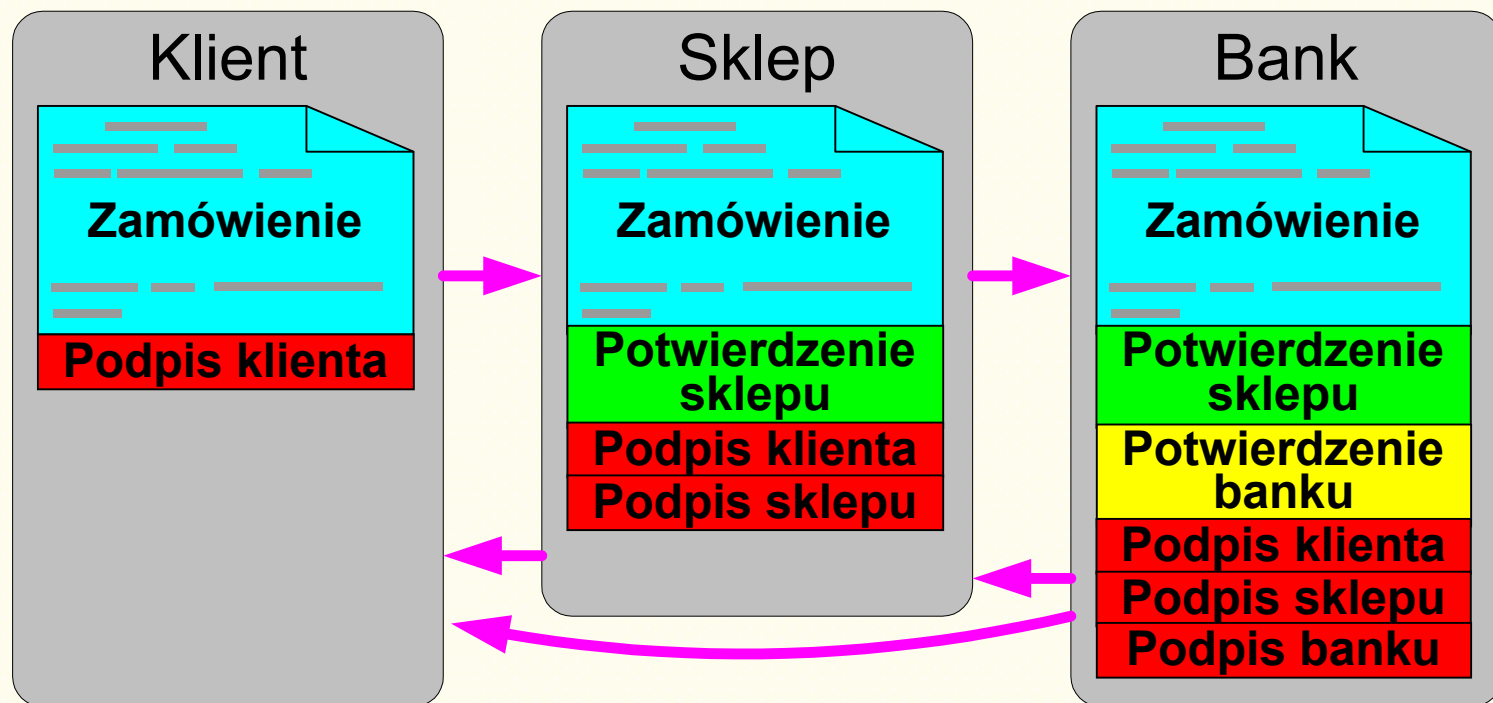 Klient
Zamówienie
Podpis klienta
Sklep
Zamówienie
Potwierdzenie
sklepu
Podpis klienta
Podpis sklepu
Bank
Zamówienie
Potwierdzenie
sklepu
Potwierdzenie
banku
Podpis klienta
Podpis sklepu
Podpis banku